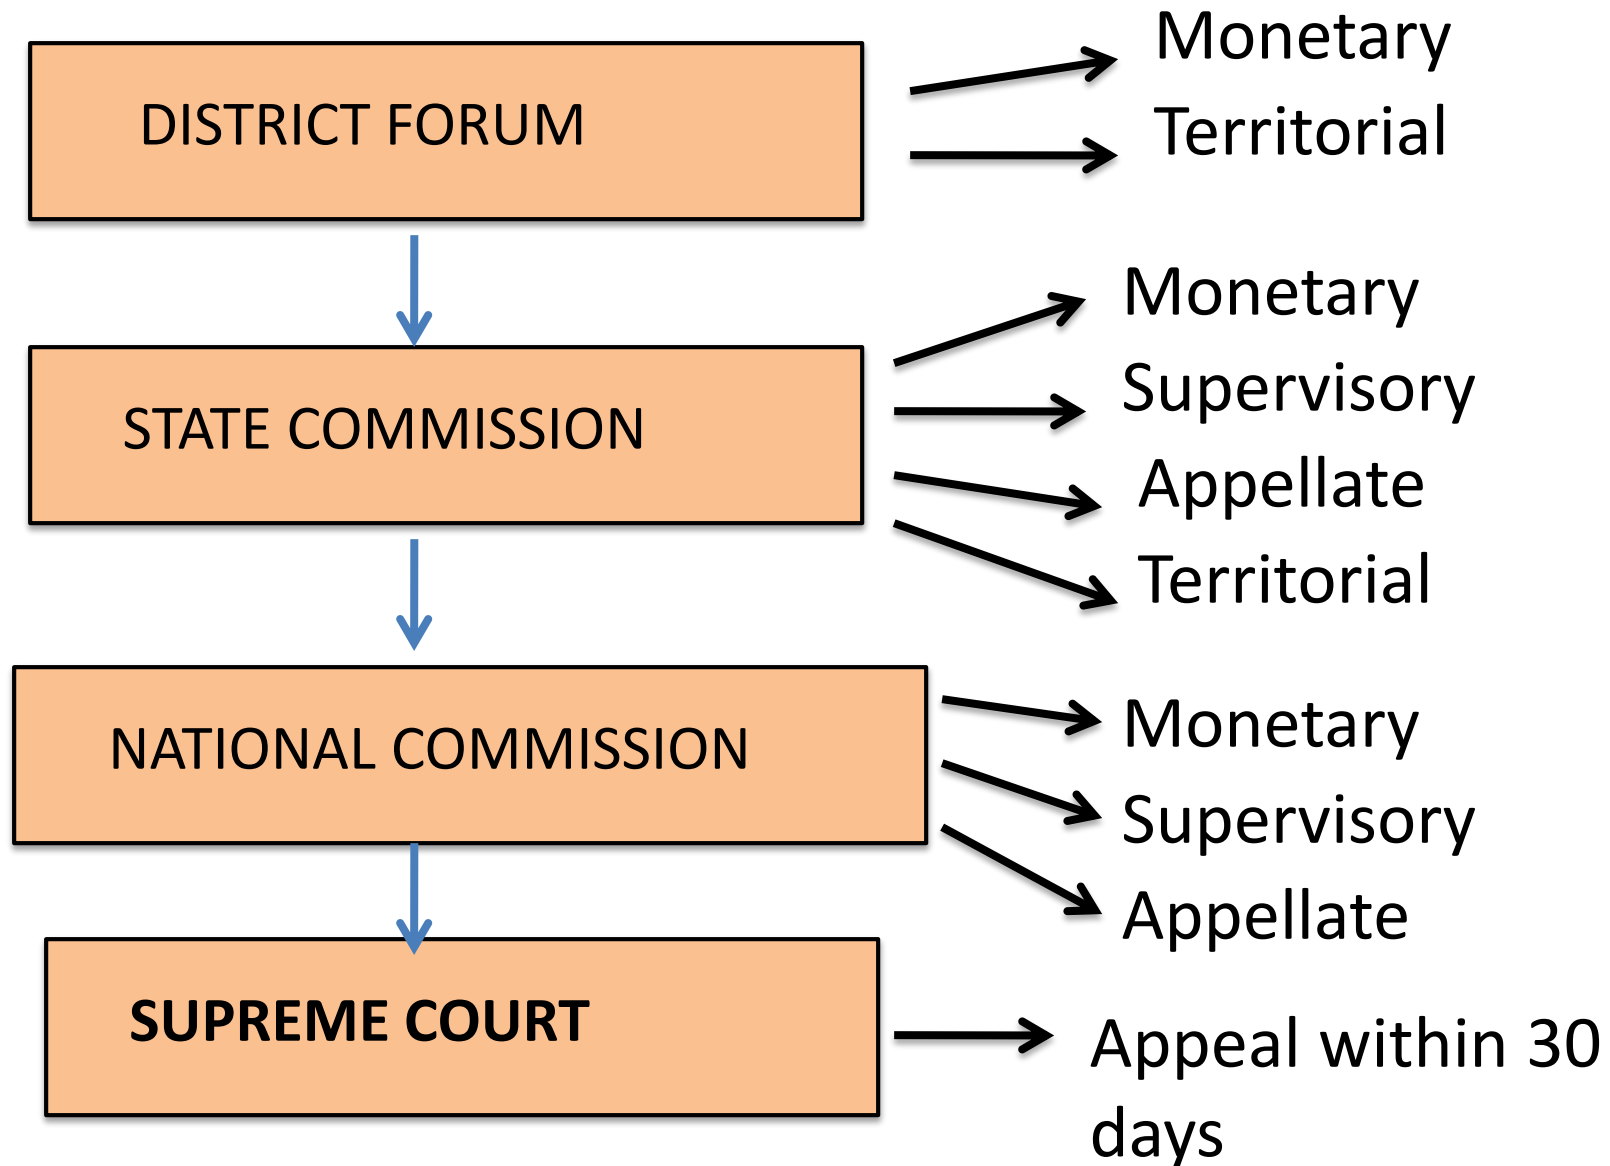 DISTRICT FORUM
Monetary
Territorial
STATE COMMISSION
Monetary
Supervisory
Appellate
Territorial
NATIONAL COMMISSION
Monetary
Supervisory
Appellate
SUPREME COURT
Appeal within 30
days